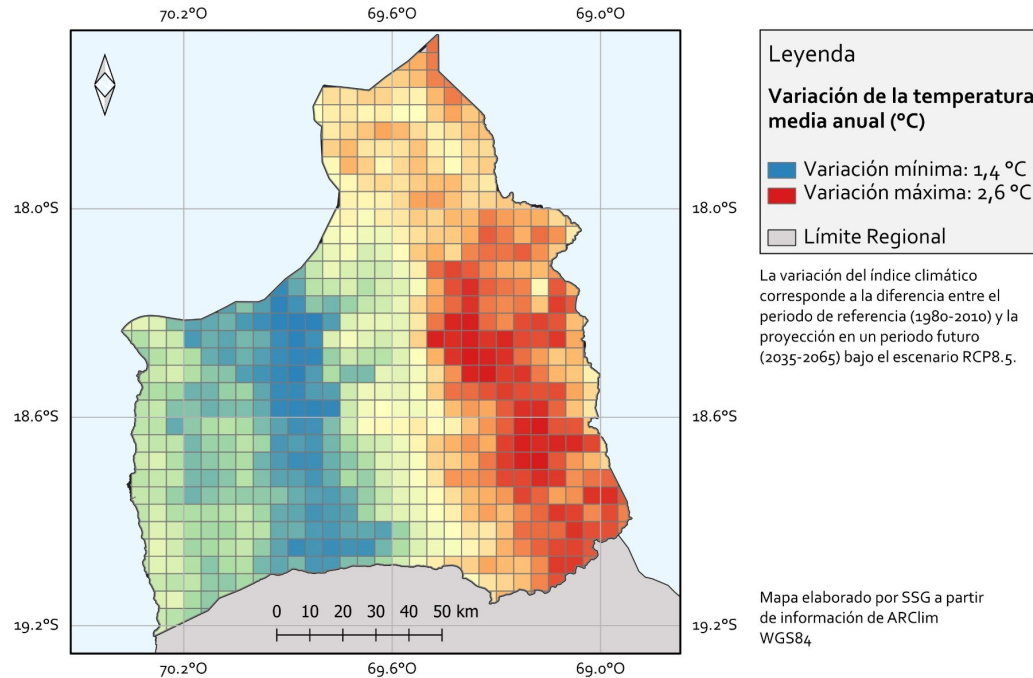 70.2°O 69.6°O 69.0°O
18.0°S 18.0°S
18.6°S 18.6°S
19.2°S 19.2°S
0 10 20 30 40 50 km
70.2°O 69.6°O 69.0°O
Leyenda
Variación de la temperatura
media anual (°C)
Variación mínima: 1,4 °C
Variación máxima: 2,6 °C
Límite Regional
La variación del índice climático
corresponde a la diferencia entre el
periodo de referencia (1980-2010) y la
proyección en un periodo futuro
(2035-2065) bajo el escenario RCP8.5.
Mapa elaborado por SSG a partir
de información de ARClim
WGS84